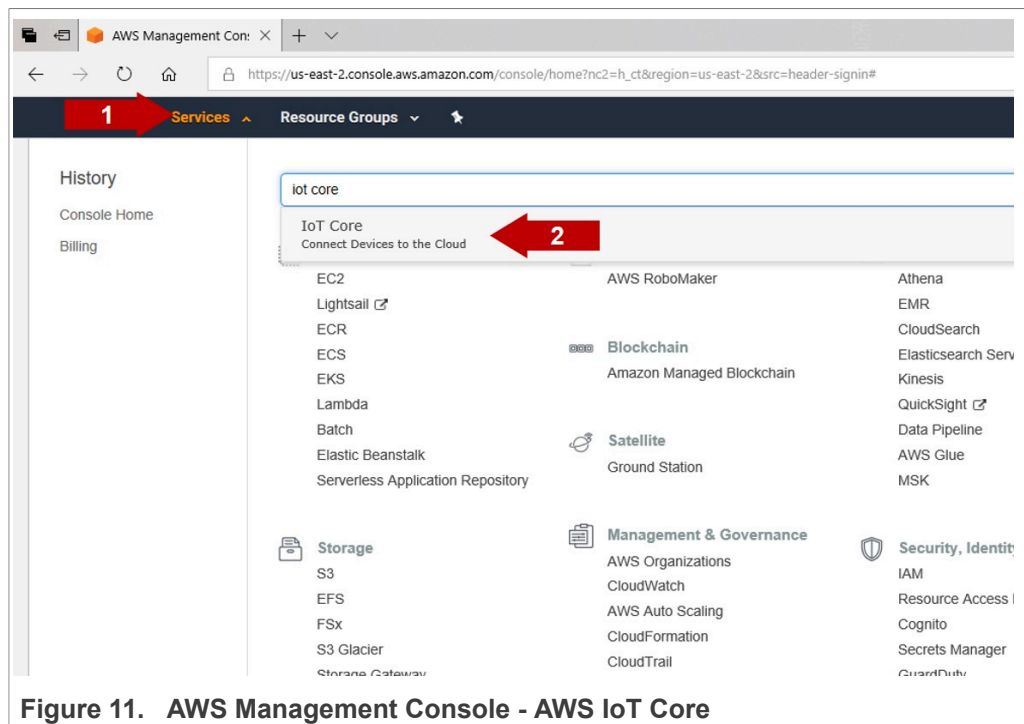 AWS Management Con:
https://us-east-2.console.aws.amazon.com/console/home?nc2=h_ct&region=us-east-2&src=header-signin#
1
Services
Resource Groups
History
Console Home
Billing
iot core
IoT Core
Connect Devices to the Cloud
2
EC2
Lightsail
ECR
ECS
EKS
Lambda
Batch
Elastic Beanstalk
Serverless Application Repository
Storage
S3
EFS
FSx
S3 Glacier
Storage Gateway
AWS RoboMaker
Blockchain
Amazon Managed Blockchain
Satellite
Ground Station
Management & Governance
AWS Organizations
CloudWatch
AWS Auto Scaling
CloudFormation
CloudTrail
Athena
EMR
CloudSearch
Elasticsearch Serv
Kinesis
QuickSight
Data Pipeline
AWS Glue
MSK
Security, Identity
IAM
Resource Access
Cognito
Secrets Manager
GuardDuty
Figure 11. AWS Management Console - AWS IoT Core